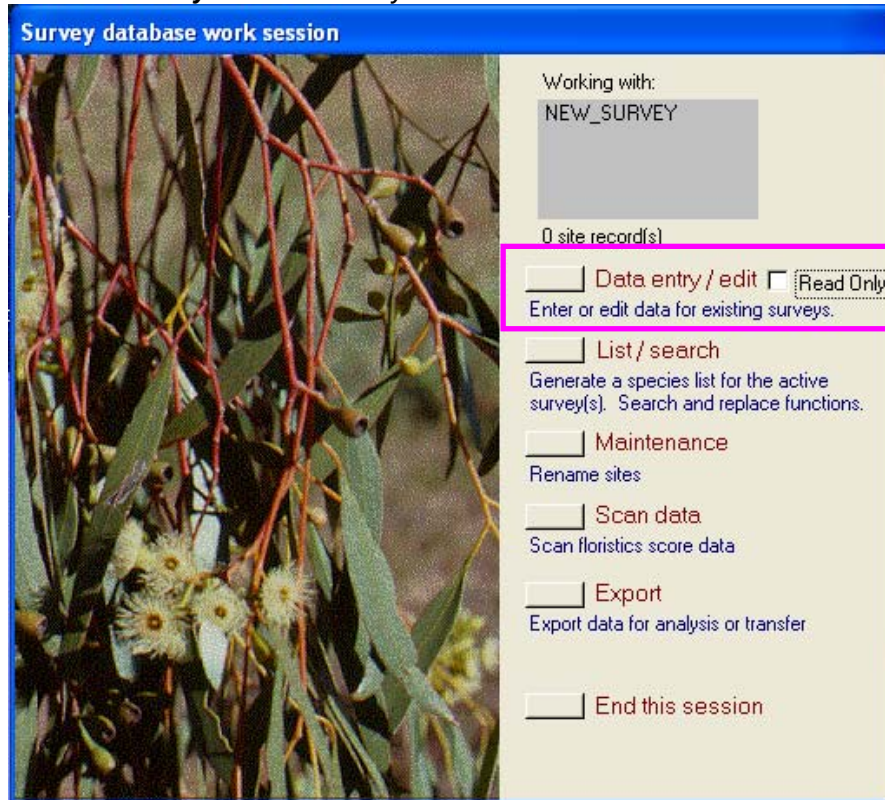 Survey database work session
Working with:
NEW_SURVEY
0 site record(s)
Data entry / edit Read Only
Enter or edit data for existing surveys.
List / search
Generate a species list for the active
survey(s). Search and replace functions.
Maintenance
Rename sites
Scan data
Scan floristics score data
Export
Export data for analysis or transfer
End this session